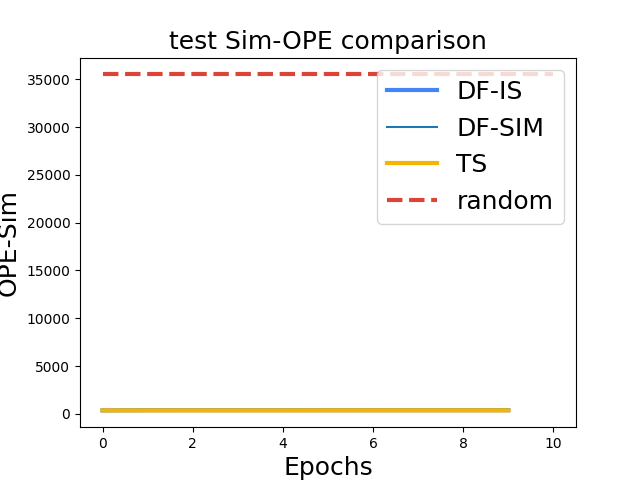 test Sim-OPE comparison
OPE-Sim
35000
30000
25000
20000
15000
10000
5000
0
DF-IS
DF-SIM
TS
random
0 2 4 6 8 10
Epochs